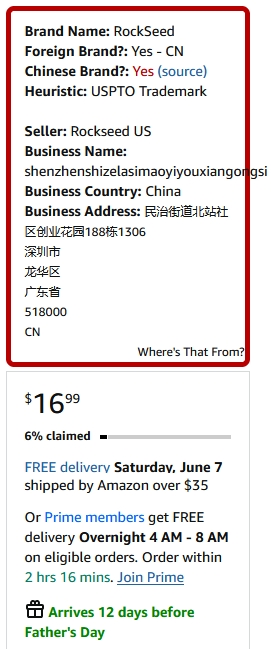 Brand Name: RockSeed
Foreign Brand?: Yes - CN
Chinese Brand?: Yes (source)
Heuristic: USPTO Trademark
Seller: Rockseed US
Business Name:
shenzhenshizelasimaoyiyouxiangongsi
Business Country: China
Business Address: 民治街道北站社
区创业花园188栋1306
深圳市
龙华区
广东省
518000
CN
Where's That From?
$16.99
6% claimed
FREE delivery Saturday, June 7
shipped by Amazon over $35
Or Prime members get FREE
delivery Overnight 4 AM - 8 AM
on eligible orders. Order within
2 hrs 16 mins. Join Prime
Arrives 12 days before
Father's Day